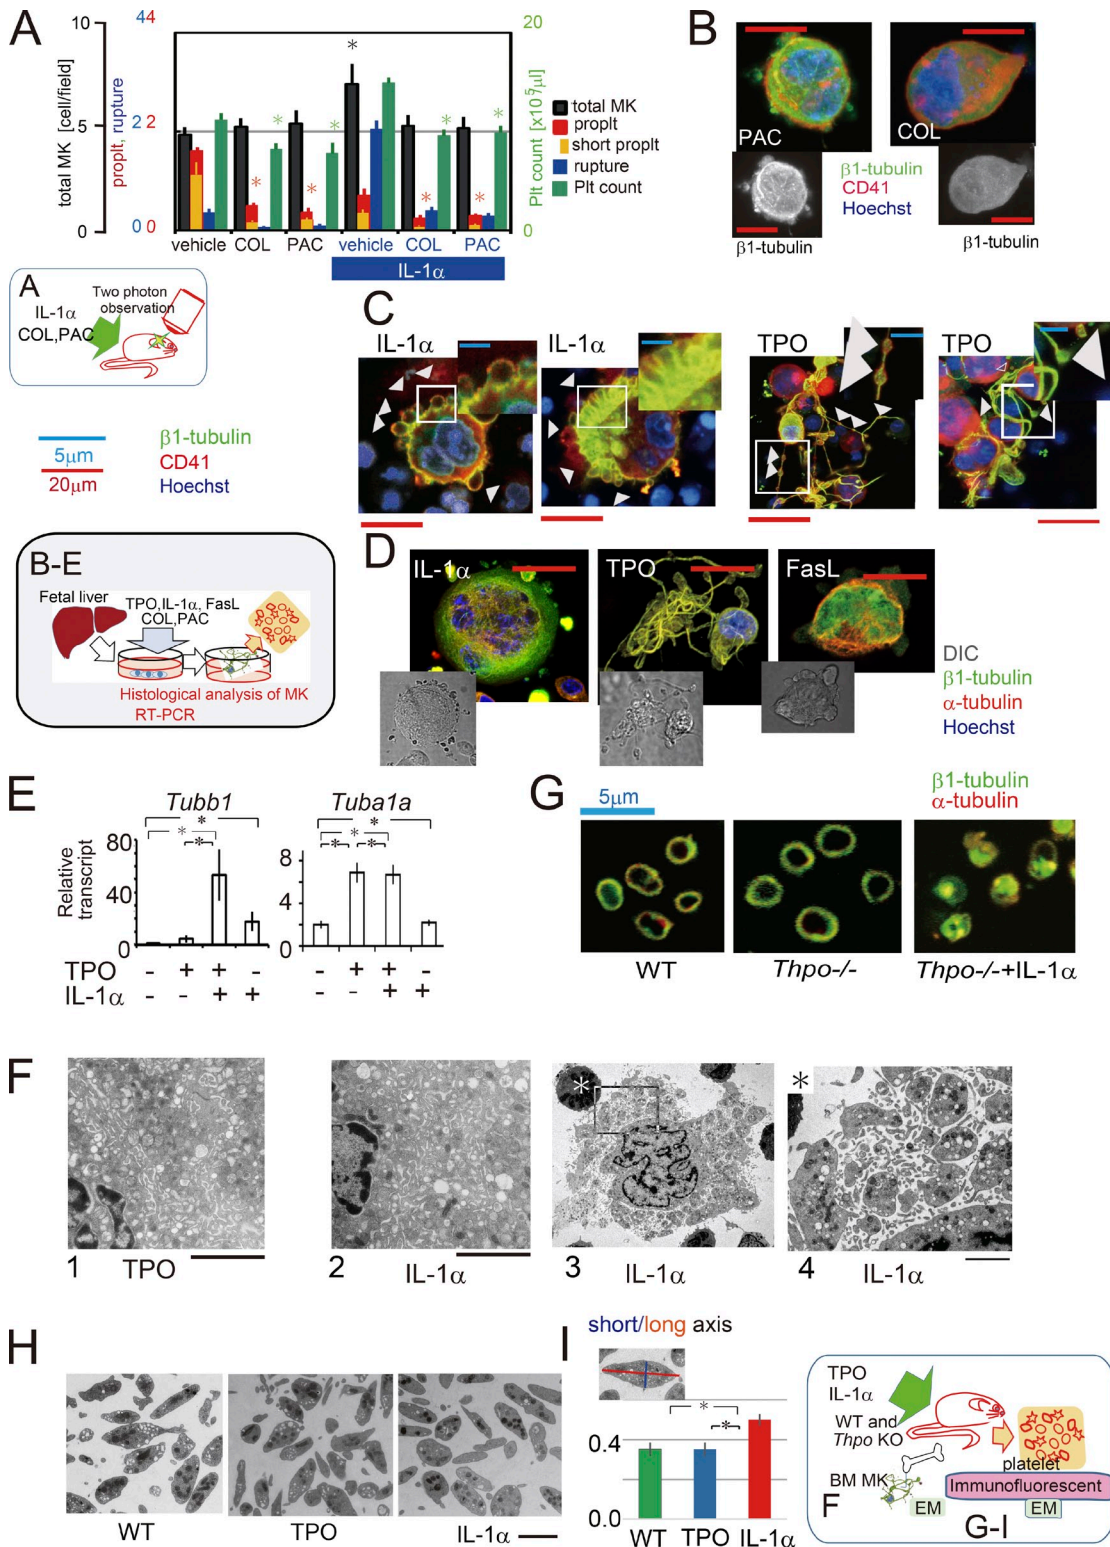 A
10
5
0
total MK [cell/field]
44
22
00
proplt, rupture
*
*
*
*
*
*
*
*
*
20
10
0
Plt count [x10⁵/μl]
total MK
proplt
short proplt
rupture
Plt count
vehicle
COL
PAC
vehicle
COL
PAC
IL-1α
B
PAC
COL
β1-tubulin
CD41
Hoechst
β1-tubulin
β1-tubulin
A
Two photon
observation
IL-1α
COL,PAC
5μm
20μm
β1-tubulin
CD41
Hoechst
C
IL-1α
IL-1α
TPO
TPO
B-E
Fetal liver
TPO,IL-1α, FasL
COL,PAC
Histological analysis of MK
RT-PCR
D
IL-1α
TPO
FasL
DIC
β1-tubulin
α-tubulin
Hoechst
E
Tubb1
*
*
*
80
40
0
Relative
transcript
Tuba1a
*
*
*
*
8
4
0
TPO
- + + -
- + + -
IL-1α
- - + +
- - + +
G
5μm
β1-tubulin
α-tubulin
WT
Thpo-/-
Thpo-/-+IL-1α
F
*
*
1
TPO
2
IL-1α
3
IL-1α
4
IL-1α
H
WT
TPO
IL-1α
I
short/long axis
*
*
0.4
0.0
WT
TPO
IL-1α
TPO
IL-1α
WT and
Thpo KO
BM MK
platelet
Immunofluorescent
F
EM
EM
G-I